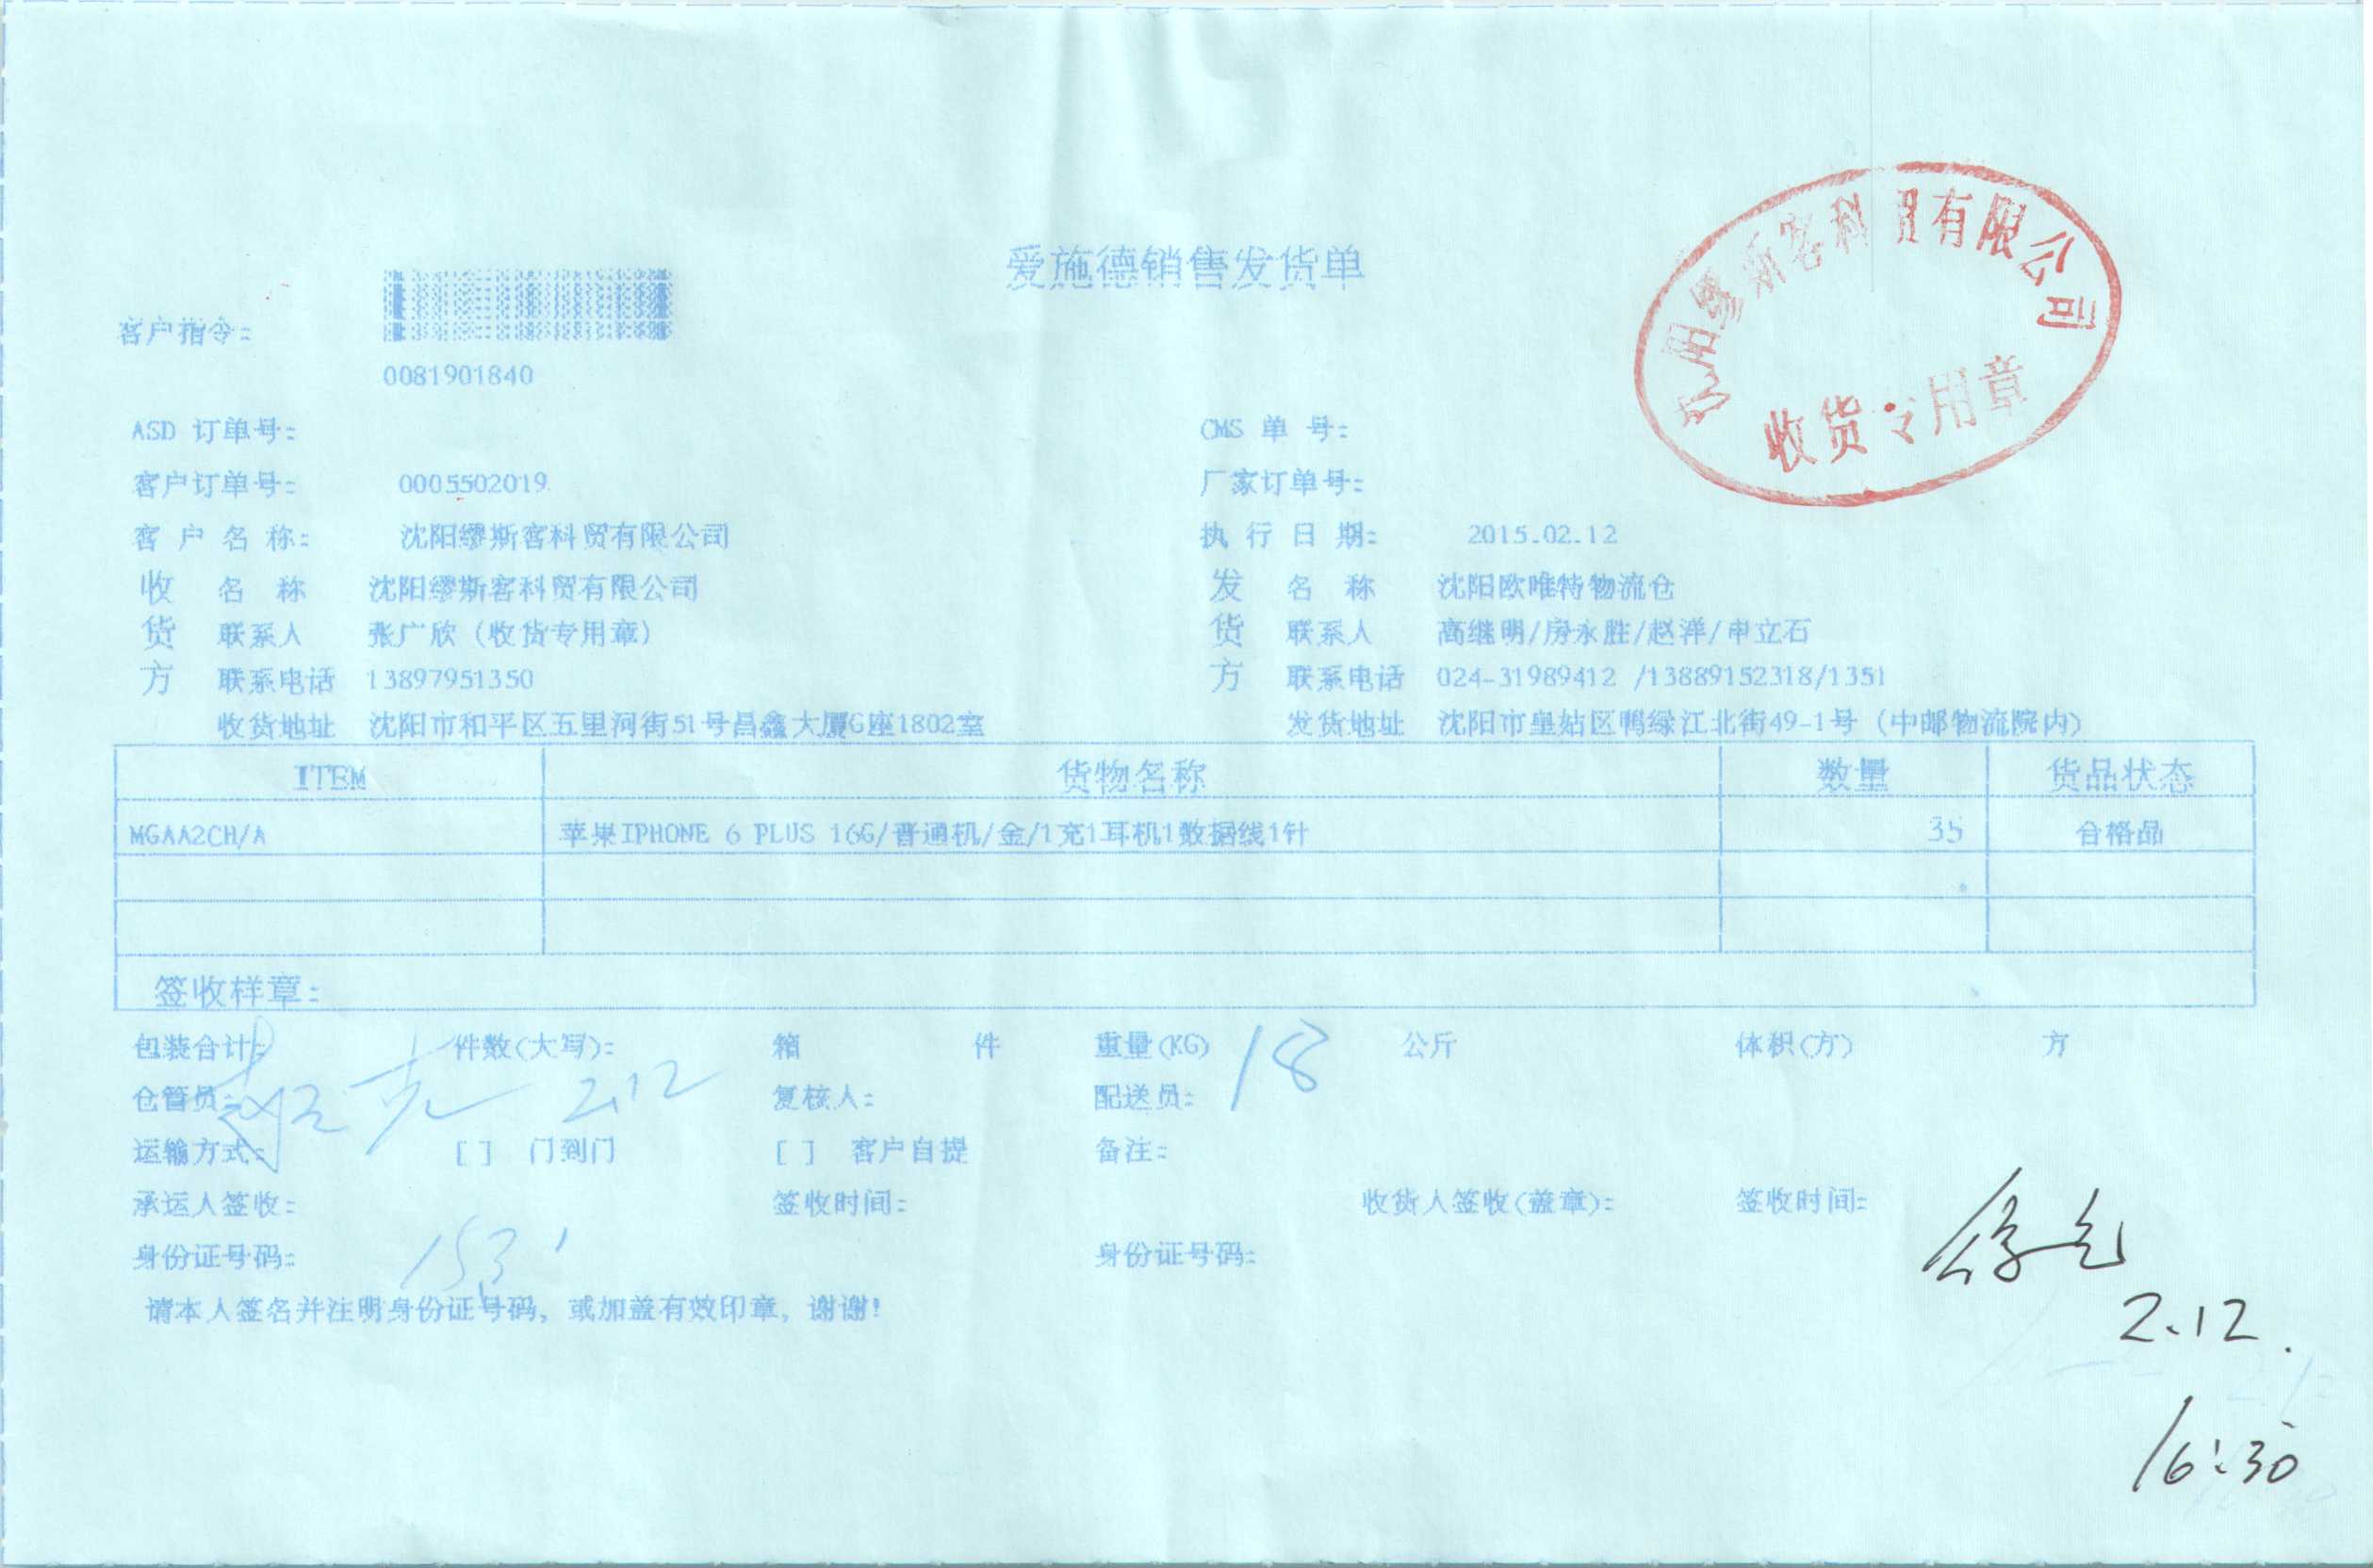 爱施德销售发货单
沈阳缪斯客科贸有限公司
收货专用章
客户指令:
0081901840
ASD 订单号: CMS 单 号:
客户订单号: 0005502019 厂家订单号:
客 户 名 称: 沈阳缪斯客科贸有限公司 执 行 日 期: 2015.02.12
收 名 称 沈阳缪斯客科贸有限公司 发 名 称 沈阳欧唯特物流仓
货 联系人 张广欣（收货专用章） 货 联系人 高继明/房永胜/赵洋/申立石
方 联系电话 13897951350 方 联系电话 024-31989412 /13889152318/1351
收货地址 沈阳市和平区五里河街51号昌鑫大厦G座1802室 发货地址 沈阳市皇姑区鸭绿江北街49-1号（中邮物流院内）
ITEM 货物名称 数量 货品状态
MGAA2CH/A 苹果IPHONE 6 PLUS 16G/普通机/金/1充1耳机1数据线1针 35 合格品
签收样章:
包装合计: 件数(大写): 箱 件 重量(KG) 18 公斤 体积(方) 方
仓管员: 2.12 复核人: 配送员:
运输方式: [ ] 门到门 [ ] 客户自提 备注:
承运人签收: 签收时间: 收货人签收(盖章): 签收时间:
身份证号码: 身份证号码:
请本人签名并注明身份证号码，或加盖有效印章，谢谢!
2.12.
16:30